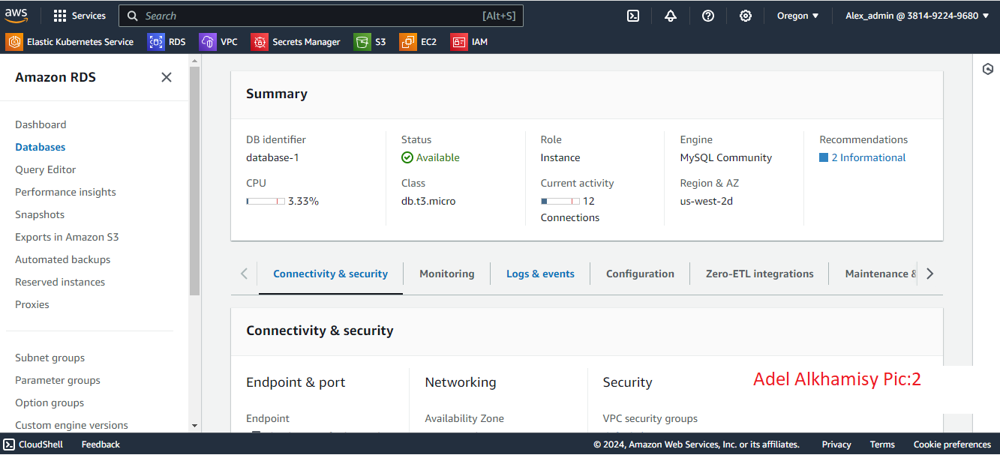 aws
Services
Search
[Alt+S]
Oregon
Alex_admin @ 3814-9224-9680
Elastic Kubernetes Service
RDS
VPC
Secrets Manager
S3
EC2
IAM
Amazon RDS
Dashboard
Databases
Query Editor
Performance insights
Snapshots
Exports in Amazon S3
Automated backups
Reserved instances
Proxies
Subnet groups
Parameter groups
Option groups
Custom engine versions
Summary
DB identifier
database-1
Status
Available
Role
Instance
Engine
MySQL Community
Recommendations
2 Informational
CPU
3.33%
Class
db.t3.micro
Current activity
12
Connections
Region & AZ
us-west-2d
Connectivity & security
Monitoring
Logs & events
Configuration
Zero-ETL integrations
Maintenance &
Connectivity & security
Endpoint & port
Endpoint
Networking
Availability Zone
Security
VPC security groups
Adel Alkhamisy Pic:2
CloudShell
Feedback
© 2024, Amazon Web Services, Inc. or its affiliates.
Privacy
Terms
Cookie preferences